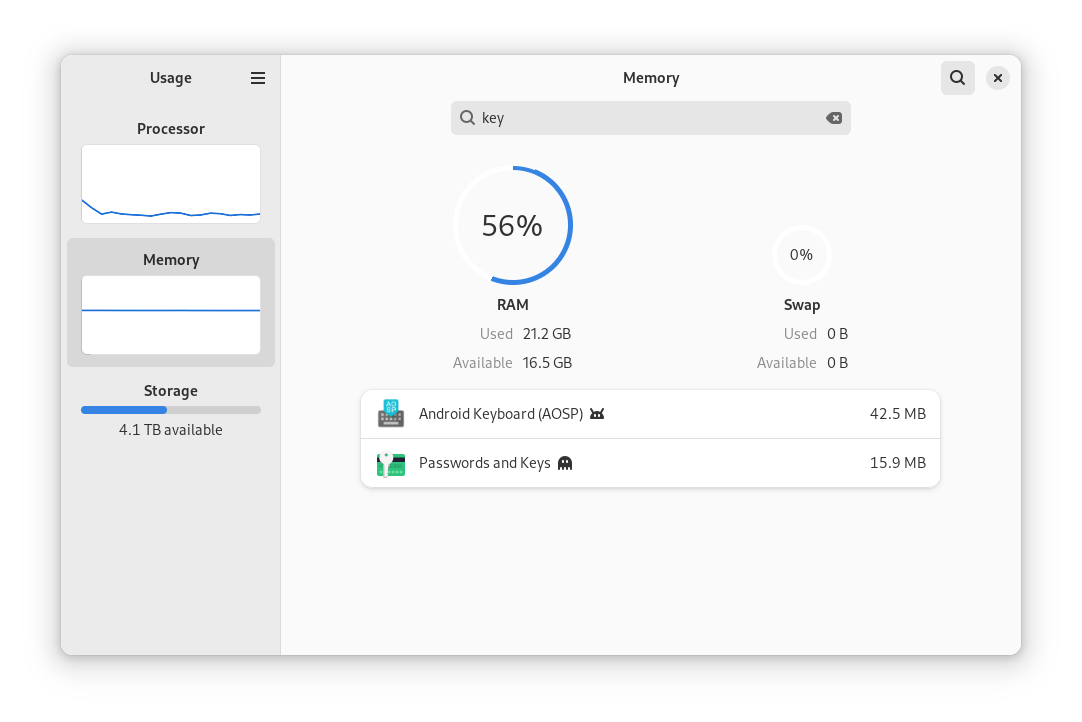 Usage
Memory
key
Processor
Memory
Storage
4.1 TB available
56%
RAM
Used 21.2 GB
Available 16.5 GB
0%
Swap
Used 0 B
Available 0 B
AO
SP
Android Keyboard (AOSP) 42.5 MB
Passwords and Keys 15.9 MB